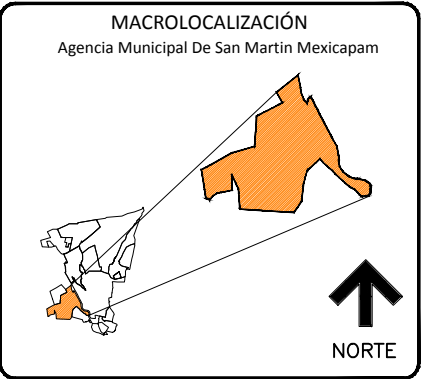 MACROLOCALIZACIÓN
Agencia Municipal De San Martin Mexicapam
NORTE